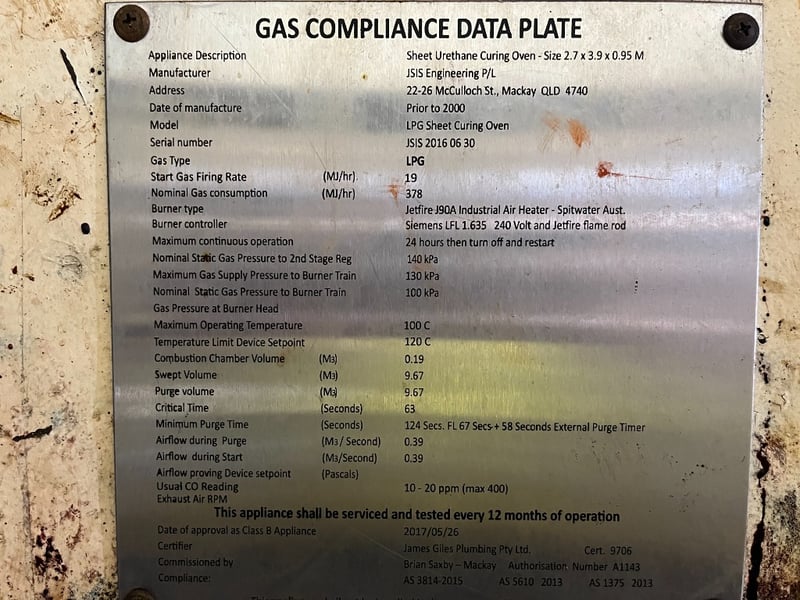 GAS COMPLIANCE DATA PLATE
Appliance Description Sheet Urethane Curing Oven - Size 2.7 x 3.9 x 0.95 M
Manufacturer JSIS Engineering P/L
Address 22-26 McCulloch St., Mackay QLD 4740
Date of manufacture Prior to 2000
Model LPG Sheet Curing Oven
Serial number JSIS 2016 06 30
Gas Type LPG
Start Gas Firing Rate (MJ/hr) 19
Nominal Gas consumption (MJ/hr) 378
Burner type Jetfire J90A Industrial Air Heater - Spitwater Aust.
Burner controller Siemens LFL 1.635 240 Volt and Jetfire flame rod
Maximum continuous operation 24 hours then turn off and restart
Nominal Static Gas Pressure to 2nd Stage Reg 140 kPa
Maximum Gas Supply Pressure to Burner Train 130 kPa
Nominal Static Gas Pressure to Burner Train 100 kPa
Gas Pressure at Burner Head
Maximum Operating Temperature 100 C
Temperature Limit Device Setpoint 120 C
Combustion Chamber Volume (M3) 0.19
Swept Volume (M3) 9.67
Purge volume (M3) 9.67
Critical Time (Seconds) 63
Minimum Purge Time (Seconds) 124 Secs. FL 67 Secs + 58 Seconds External Purge Timer
Airflow during Purge (M3 / Second) 0.39
Airflow during Start (M3/Second) 0.39
Airflow proving Device setpoint (Pascals)
Usual CO Reading 10 - 20 ppm (max 400)
Exhaust Air RPM
This appliance shall be serviced and tested every 12 months of operation
Date of approval as Class B Appliance 2017/05/26
Certifier James Giles Plumbing Pty Ltd. Cert. 9706
Commissioned by Brian Saxby - Mackay Authorisation Number A1143
Compliance: AS 3814-2015 AS 5610 2013 AS 1375 2013